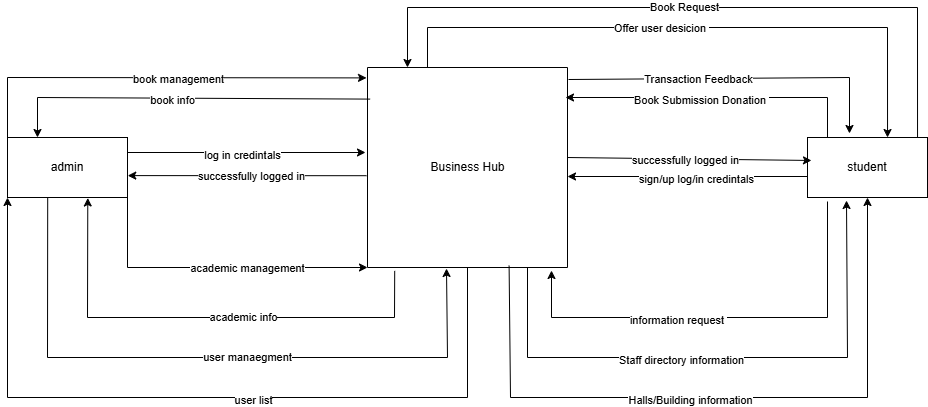 Book Request
Offer user desicion
book management
Transaction Feedback
book info
Book Submission Donation
log in credintals
successfully logged in
admin
Business Hub
student
successfully logged in
sign/up log/in credintals
academic management
academic info
information request
user manaegment
Staff directory information
user list
Halls/Building information